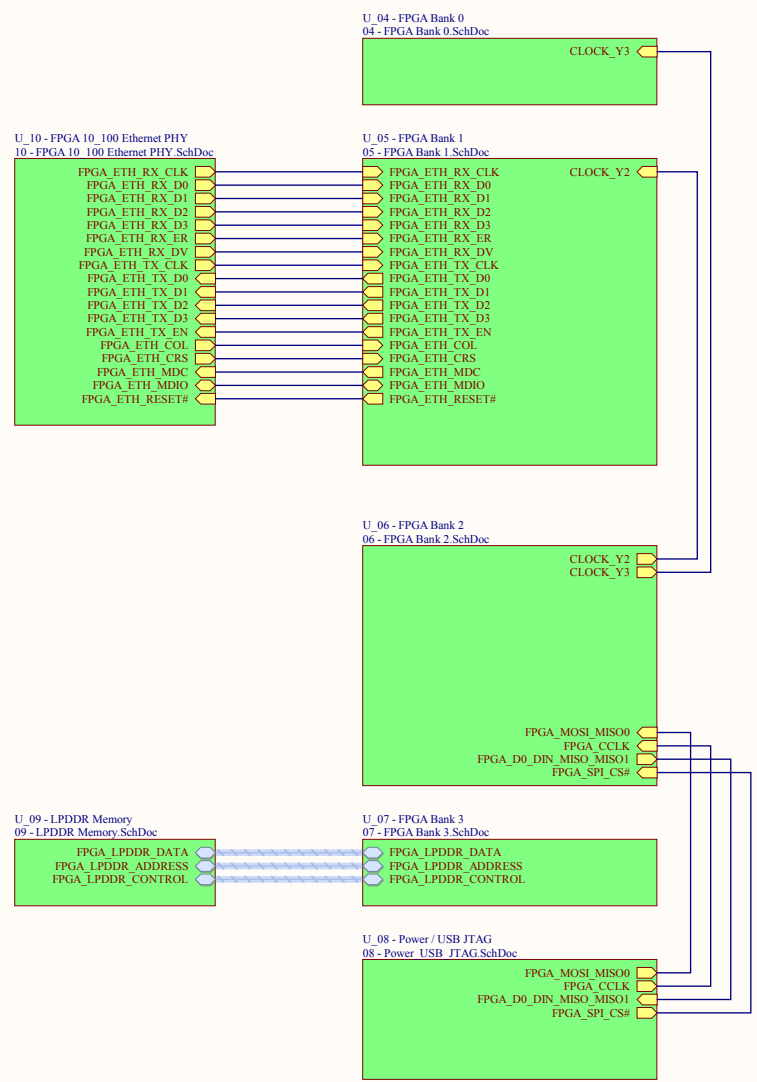 U_04 - FPGA Bank 0
04 - FPGA Bank 0.SchDoc
CLOCK_Y3
U_10 - FPGA 10_100 Ethernet PHY
10 - FPGA 10_100 Ethernet PHY.SchDoc
FPGA_ETH_RX_CLK
FPGA_ETH_RX_D0
FPGA_ETH_RX_D1
FPGA_ETH_RX_D2
FPGA_ETH_RX_D3
FPGA_ETH_RX_ER
FPGA_ETH_RX_DV
FPGA_ETH_TX_CLK
FPGA_ETH_TX_D0
FPGA_ETH_TX_D1
FPGA_ETH_TX_D2
FPGA_ETH_TX_D3
FPGA_ETH_TX_EN
FPGA_ETH_COL
FPGA_ETH_CRS
FPGA_ETH_MDC
FPGA_ETH_MDIO
FPGA_ETH_RESET#
U_05 - FPGA Bank 1
05 - FPGA Bank 1.SchDoc
FPGA_ETH_RX_CLK
CLOCK_Y2
FPGA_ETH_RX_D0
FPGA_ETH_RX_D1
FPGA_ETH_RX_D2
FPGA_ETH_RX_D3
FPGA_ETH_RX_ER
FPGA_ETH_RX_DV
FPGA_ETH_TX_CLK
FPGA_ETH_TX_D0
FPGA_ETH_TX_D1
FPGA_ETH_TX_D2
FPGA_ETH_TX_D3
FPGA_ETH_TX_EN
FPGA_ETH_COL
FPGA_ETH_CRS
FPGA_ETH_MDC
FPGA_ETH_MDIO
FPGA_ETH_RESET#
U_06 - FPGA Bank 2
06 - FPGA Bank 2.SchDoc
CLOCK_Y2
CLOCK_Y3
FPGA_MOSI_MISO0
FPGA_CCLK
FPGA_D0_DIN_MISO_MISO1
FPGA_SPI_CS#
U_09 - LPDDR Memory
09 - LPDDR Memory.SchDoc
FPGA_LPDDR_DATA
FPGA_LPDDR_ADDRESS
FPGA_LPDDR_CONTROL
U_07 - FPGA Bank 3
07 - FPGA Bank 3.SchDoc
FPGA_LPDDR_DATA
FPGA_LPDDR_ADDRESS
FPGA_LPDDR_CONTROL
U_08 - Power / USB JTAG
08 - Power_USB_JTAG.SchDoc
FPGA_MOSI_MISO0
FPGA_CCLK
FPGA_D0_DIN_MISO_MISO1
FPGA_SPI_CS#